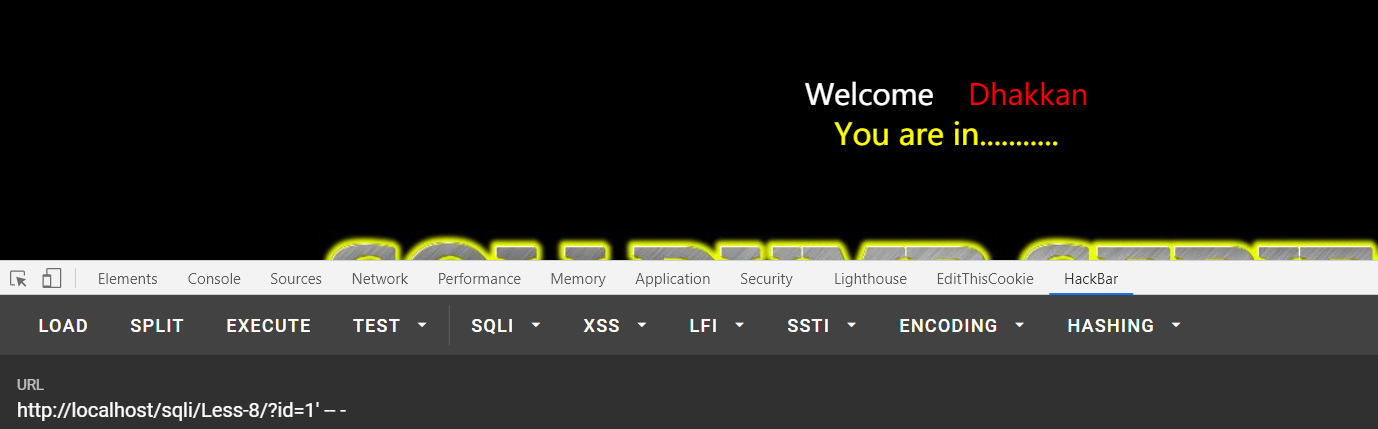 Welcome Dhakkan
You are in...........
Elements Console Sources Network Performance Memory Application Security Lighthouse EditThisCookie HackBar
LOAD SPLIT EXECUTE TEST SQLI XSS LFI SSTI ENCODING HASHING
URL
http://localhost/sqli/Less-8/?id=1' -- -